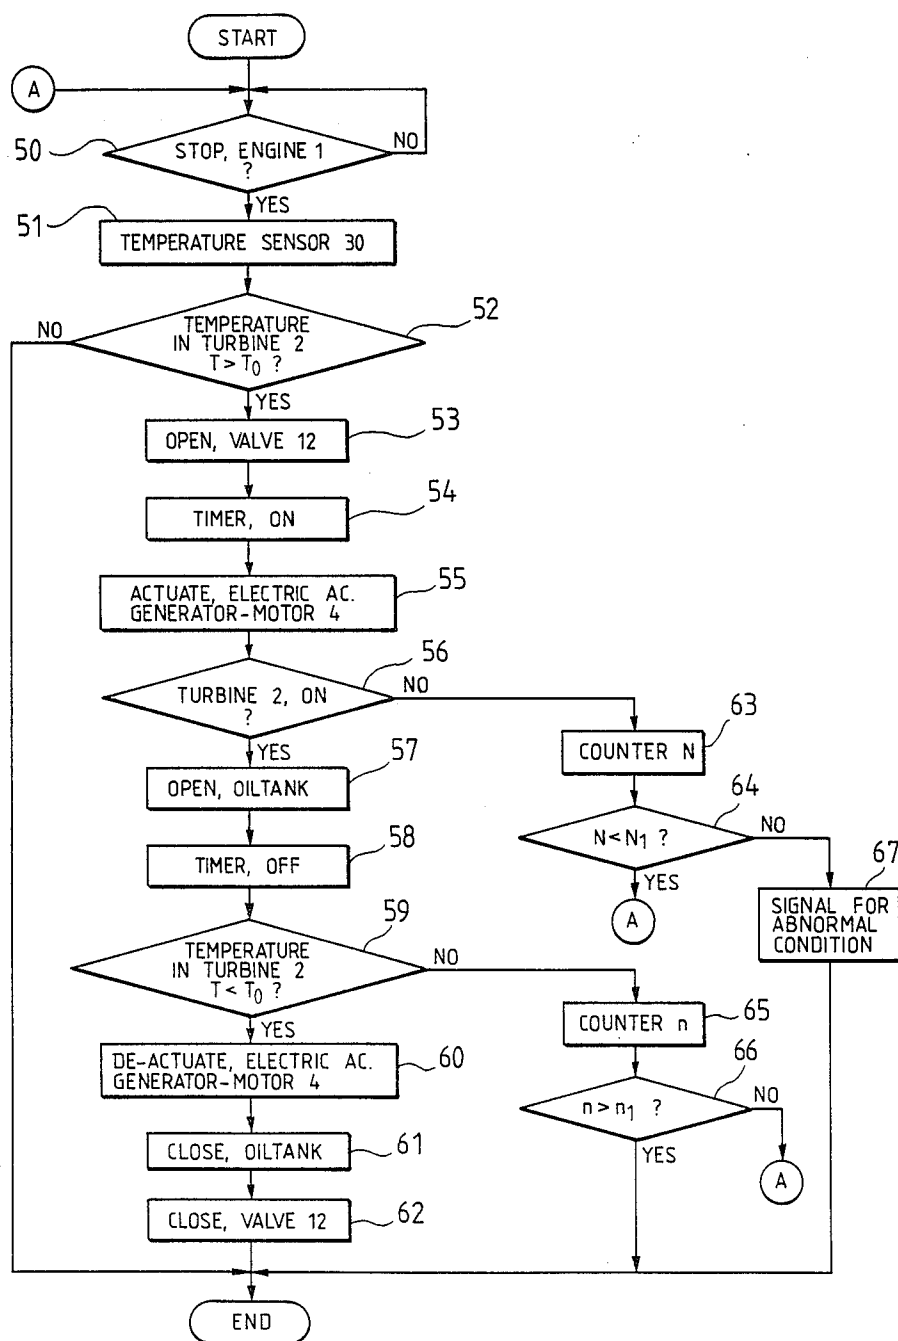 START
A
50
STOP, ENGINE 1
?
NO
YES
51
TEMPERATURE SENSOR 30
52
NO
TEMPERATURE
IN TURBINE 2
T > T0 ?
YES
53
OPEN, VALVE 12
54
TIMER, ON
55
ACTUATE, ELECTRIC AC.
GENERATOR-MOTOR 4
56
TURBINE 2, ON
?
NO
YES
63
COUNTER N
57
OPEN, OILTANK
64
N < N1 ?
NO
YES
A
58
TIMER, OFF
67
SIGNAL FOR
ABNORMAL
CONDITION
59
TEMPERATURE
IN TURBINE 2
T < T0 ?
NO
YES
65
COUNTER n
60
DE-ACTUATE, ELECTRIC AC.
GENERATOR-MOTOR 4
66
n > n1 ?
NO
YES
A
61
CLOSE, OILTANK
62
CLOSE, VALVE 12
END